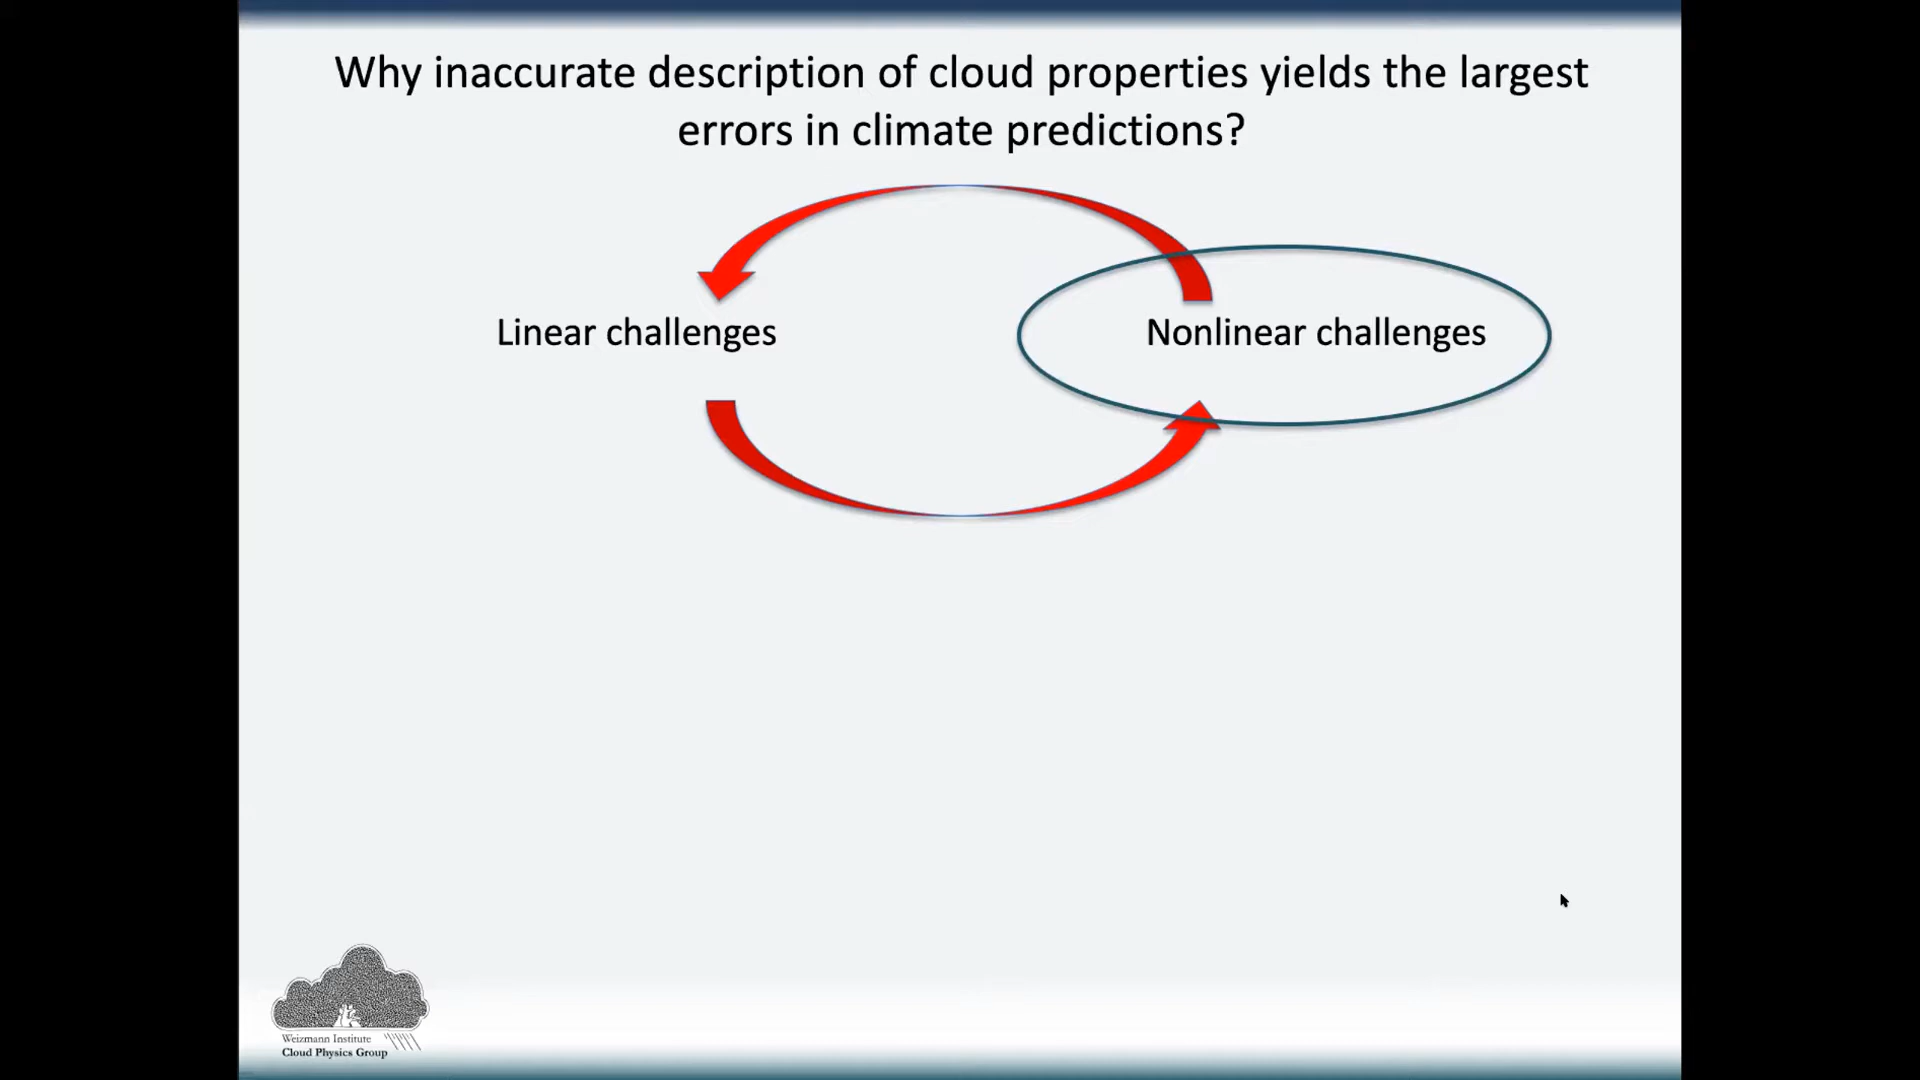 Why inaccurate description of cloud properties yields the largest
errors in climate predictions?
Linear challenges
Nonlinear challenges
Weizmann Institute
Cloud Physics Group